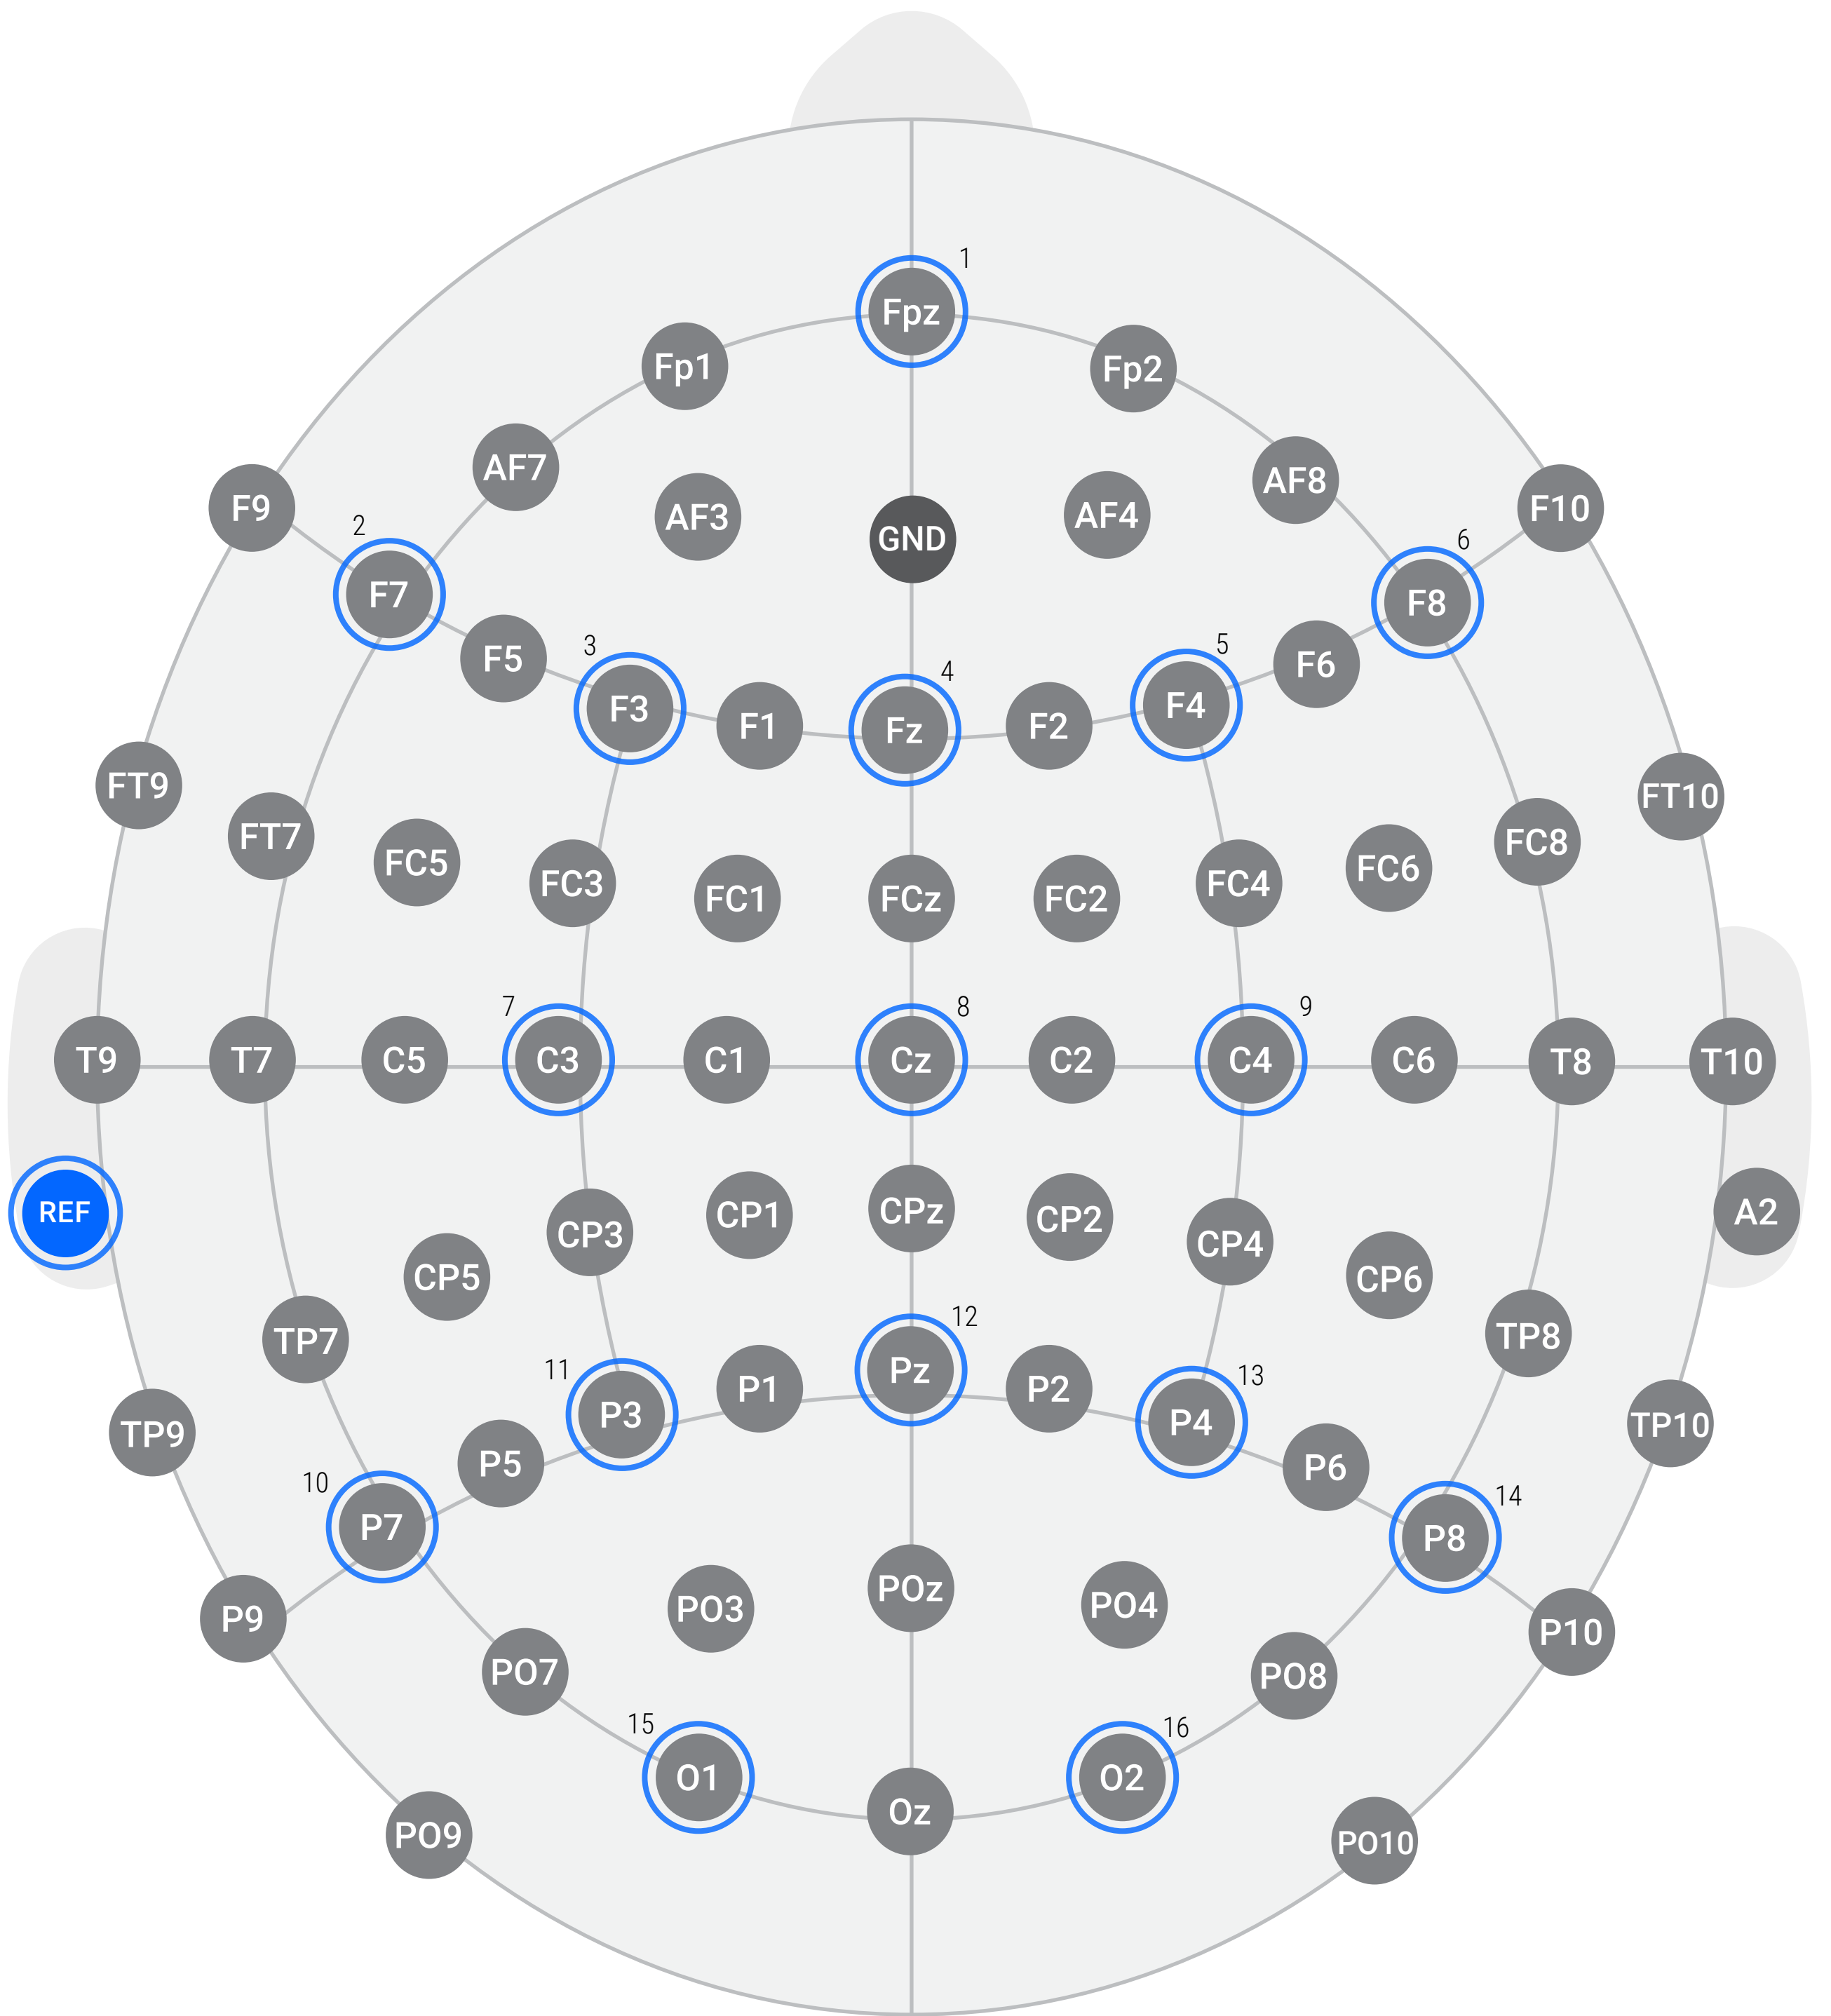 1
Fpz
Fp1
Fp2
AF7
AF8
F9
AF3
GND
AF4
F10
2
F7
6
F8
F5
3
F3
F1
4
Fz
F2
5
F4
F6
FT9
FT7
FC5
FC3
FC1
FCz
FC2
FC4
FC6
FC8
FT10
T9
T7
C5
7
C3
C1
8
Cz
C2
9
C4
C6
T8
T10
REF
CP5
CP3
CP1
CPz
CP2
CP4
CP6
A2
TP9
TP7
TP8
TP10
10
P7
P5
11
P3
P1
12
Pz
P2
13
P4
P6
14
P8
P9
PO7
PO3
POz
PO4
PO8
P10
15
O1
Oz
16
O2
PO9
PO10